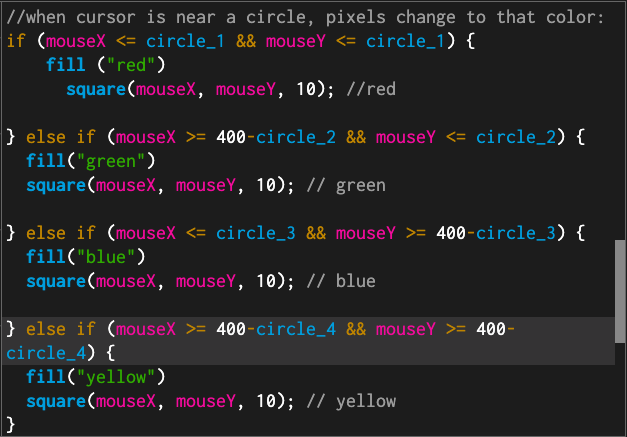 //when cursor is near a circle, pixels change to that color:
if (mouseX <= circle_1 && mouseY <= circle_1) {
    fill ("red")
      square(mouseX, mouseY, 10); //red

} else if (mouseX >= 400-circle_2 && mouseY <= circle_2) {
  fill("green")
  square(mouseX, mouseY, 10); // green

} else if (mouseX <= circle_3 && mouseY >= 400-circle_3) {
  fill("blue")
  square(mouseX, mouseY, 10); // blue

} else if (mouseX >= 400-circle_4 && mouseY >= 400-
circle_4) {
  fill("yellow")
  square(mouseX, mouseY, 10); // yellow
}